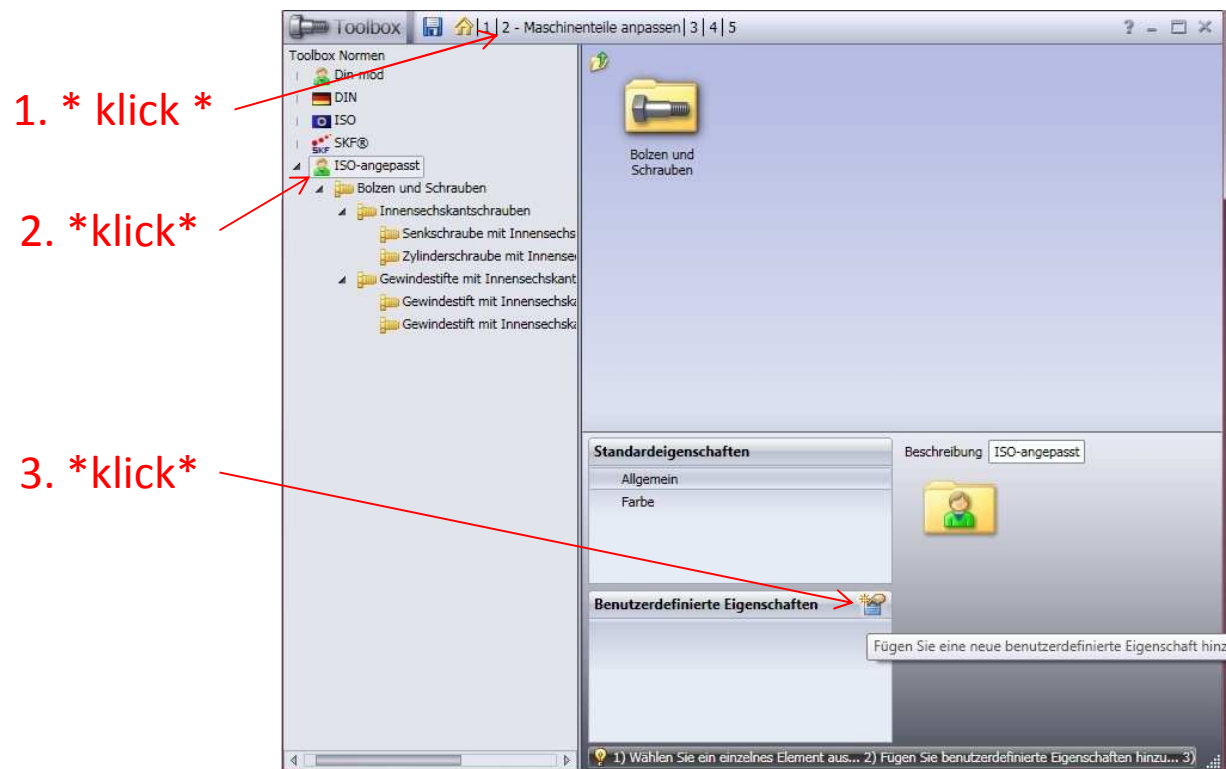 Toolbox | 1 | 2 - Maschinenteile anpassen | 3 | 4 | 5
1. * klick *
2. *klick*
3. *klick*
Toolbox Normen
Din-mod
DIN
ISO
SKF SKF®
ISO-angepasst
Bolzen und Schrauben
Innensechskantschrauben
Senkschraube mit Innensechs
Zylinderschraube mit Innense
Gewindestifte mit Innensechskant
Gewindestift mit Innensechska
Gewindestift mit Innensechska
Bolzen und
Schrauben
Standardeigenschaften
Allgemein
Farbe
Beschreibung ISO-angepasst
Benutzerdefinierte Eigenschaften
Fügen Sie eine neue benutzerdefinierte Eigenschaft hinz
1) Wählen Sie ein einzelnes Element aus... 2) Fügen Sie benutzerdefinierte Eigenschaften hinzu... 3)